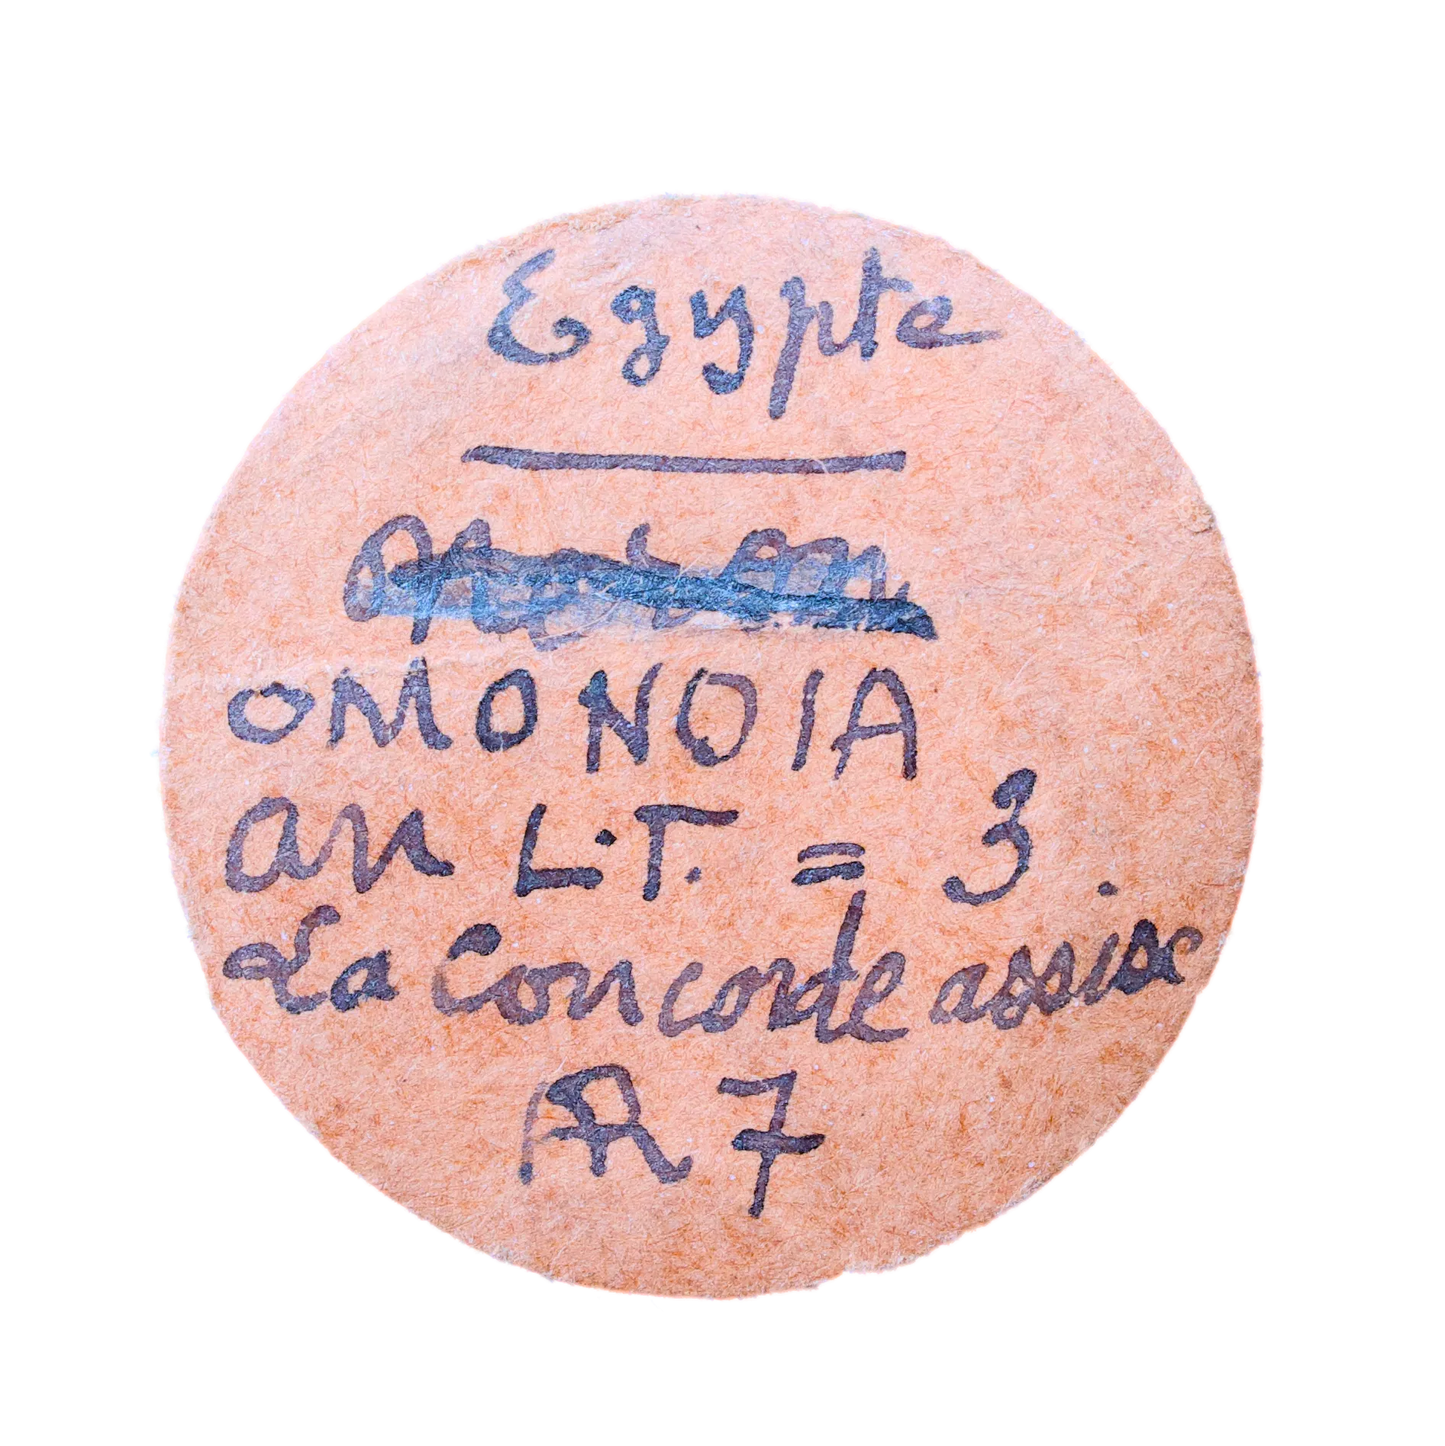 Egypte
OMONOIA
an L.T. = 3.
La Concorde assise
AR 7